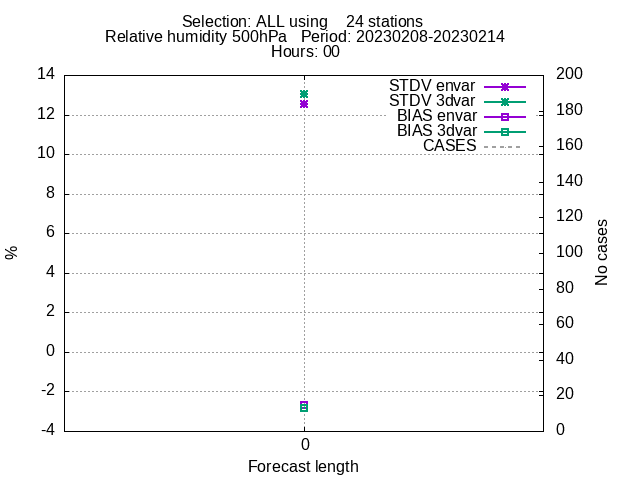 Selection: ALL using    24 stations
Relative humidity 500hPa   Period: 20230208-20230214
Hours: 00
14
12
10
8
6
4
2
0
-2
-4
%
STDV envar
STDV 3dvar
BIAS envar
BIAS 3dvar
CASES
200
180
160
140
120
100
80
60
40
20
0
No cases
0
Forecast length